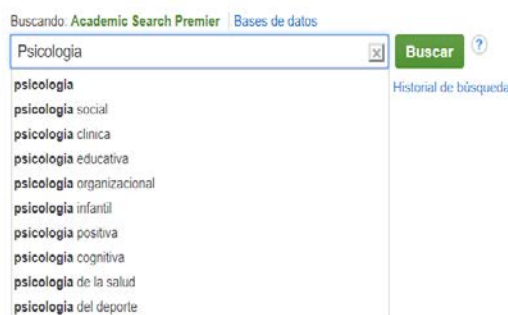 Buscando: Academic Search Premier | Bases de datos
Psicologia x Buscar ?
psicologia Historial de búsqueda
psicologia social
psicologia clinica
psicologia educativa
psicologia organizacional
psicologia infantil
psicologia positiva
psicologia cognitiva
psicologia de la salud
psicologia del deporte